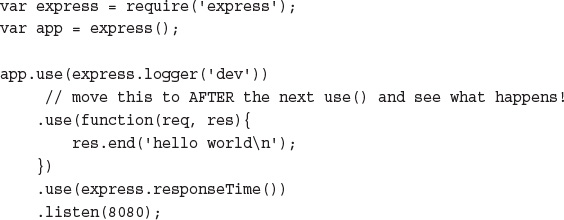 var express = require('express');
var app = express();

app.use(express.logger('dev'))
     // move this to AFTER the next use() and see what happens!
    .use(function(req, res){
        res.end('hello world\n');
    })
    .use(express.responseTime())
    .listen(8080);